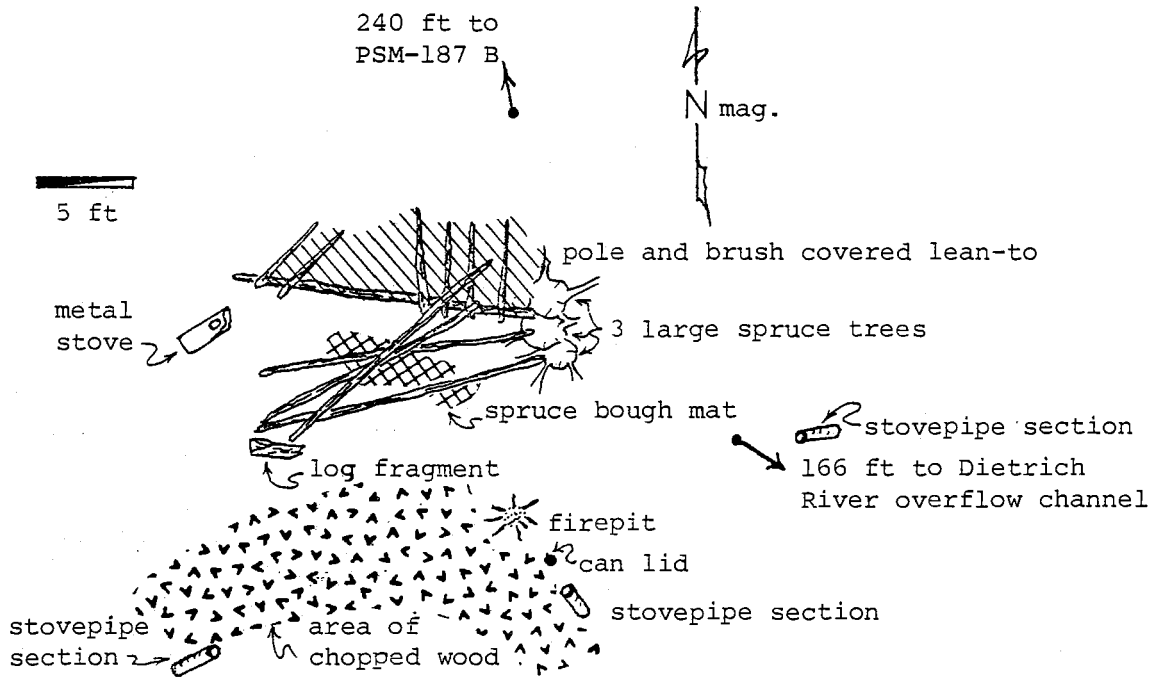 240 ft to
PSM-187 B
N mag.
5 ft
pole and brush covered lean-to
metal
stove
3 large spruce trees
spruce bough mat
stovepipe section
log fragment
166 ft to Dietrich
River overflow channel
firepit
can lid
stovepipe section
stovepipe
section
area of
chopped wood